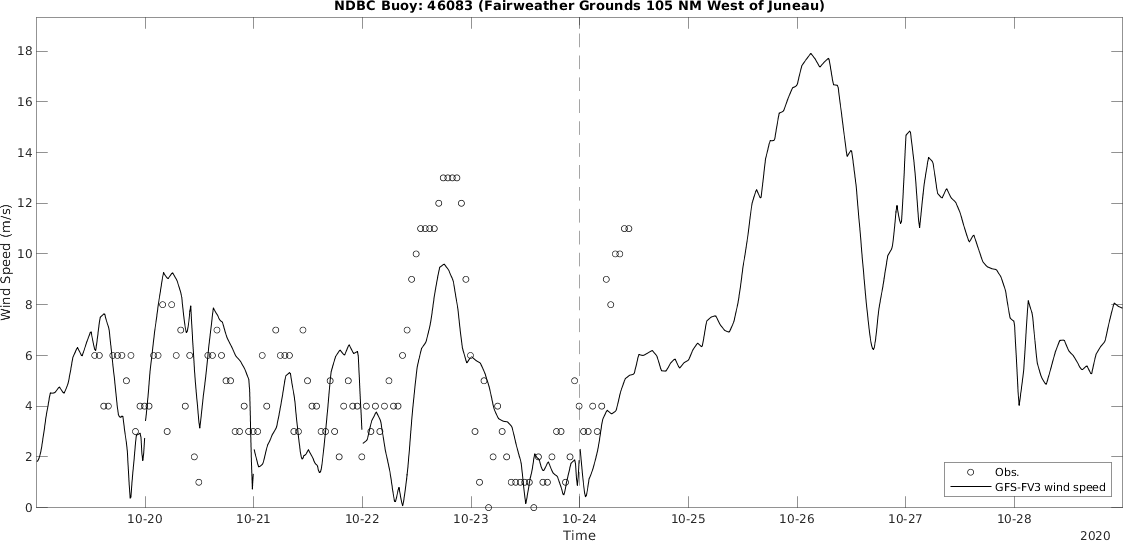 NDBC Buoy: 46083 (Fairweather Grounds 105 NM West of Juneau)
18
16
14
12
10
8
6
4
2
0
Wind Speed (m/s)
10-20 10-21 10-22 10-23 10-24 10-25 10-26 10-27 10-28
Time
2020
Obs.
GFS-FV3 wind speed